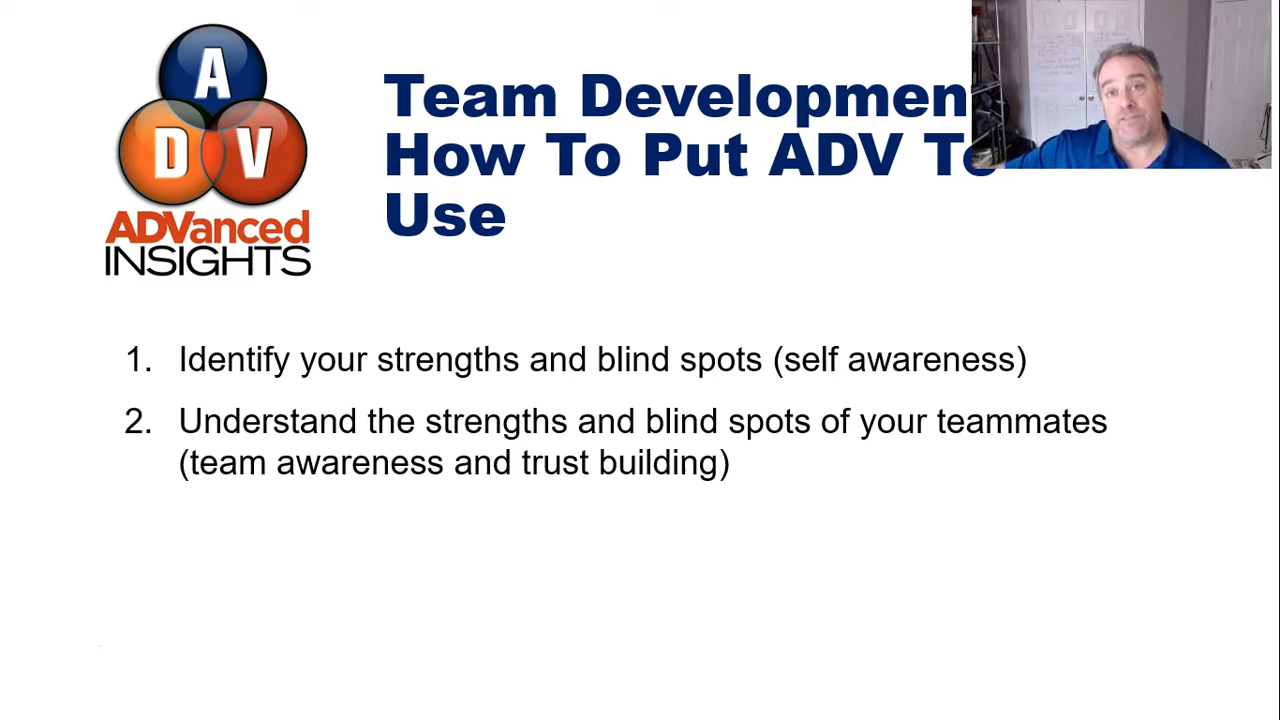 A
D V
ADVanced
INSIGHTS
Team Developmen
How To Put ADV To
Use
1. Identify your strengths and blind spots (self awareness)
2. Understand the strengths and blind spots of your teammates
(team awareness and trust building)